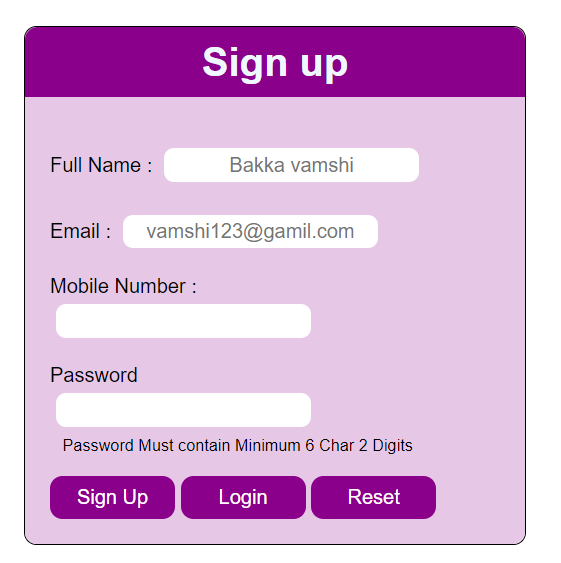 Sign up
Full Name : Bakka vamshi
Email : vamshi123@gamil.com
Mobile Number :
Password
Password Must contain Minimum 6 Char 2 Digits
Sign Up Login Reset